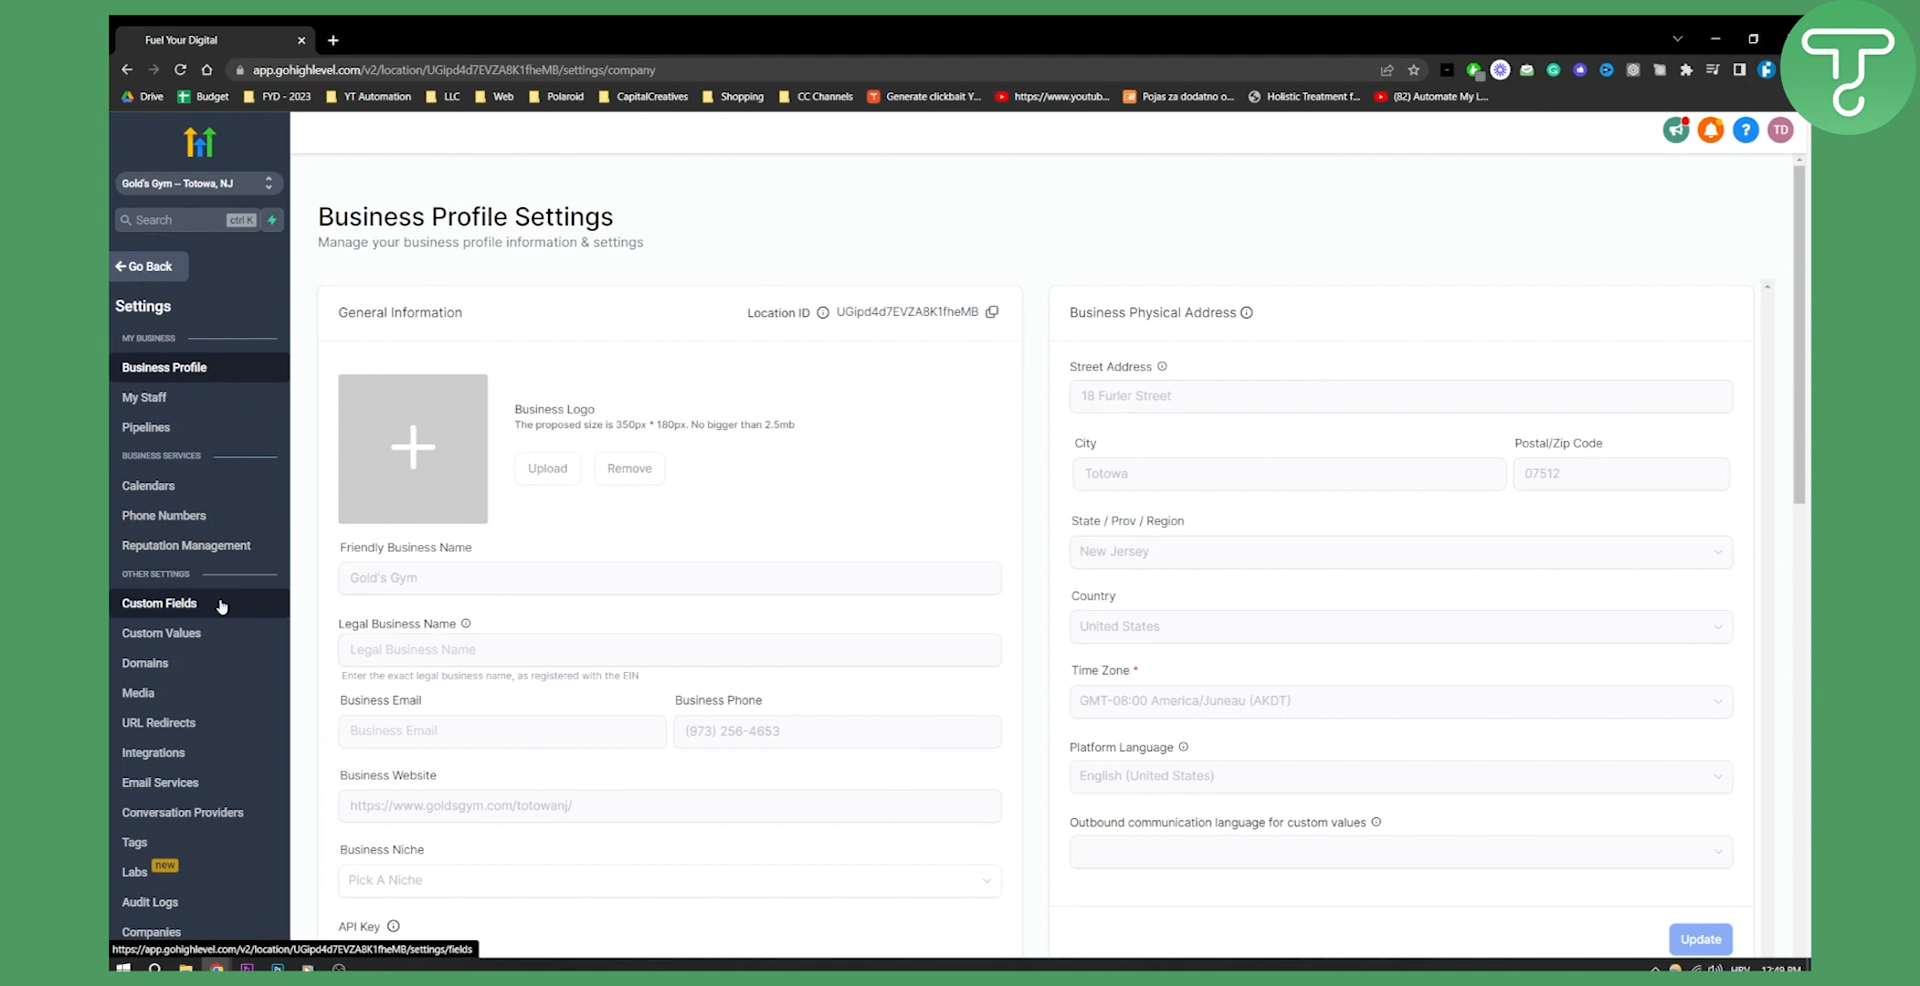 Fuel Your Digital
app.gohighlevel.com/v2/location/UGIpd4d7EVZA8K1fheMB/settings/company
Drive
Budget
FYD - 2023
YT Automation
LLC
Web
Polaroid
CapitalCreatives
Shopping
CC Channels
Generate clickbait Y...
https://www.youtub...
Pojas za dodatno o...
Holistic Treatment f...
(82) Automate My L...
TD
Gold's Gym -- Totowa, NJ
Search
ctrl K
Go Back
Settings
MY BUSINESS
Business Profile
My Staff
Pipelines
BUSINESS SERVICES
Calendars
Phone Numbers
Reputation Management
OTHER SETTINGS
Custom Fields
Custom Values
Domains
Media
URL Redirects
Integrations
Email Services
Conversation Providers
Tags
Labs new
Audit Logs
Companies
https://app.gohighlevel.com/v2/location/UGIpd4d7EVZA8K1fheMB/settings/fields
Business Profile Settings
Manage your business profile information & settings
General Information
Location ID
UGipd4d7EVZA8K1fheMB
Business Logo
The proposed size is 350px * 180px. No bigger than 2.5mb
Upload
Remove
Friendly Business Name
Gold's Gym
Legal Business Name
Legal Business Name
Enter the exact legal business name, as registered with the EIN
Business Email
Business Phone
Business Email
(973) 256-4653
Business Website
https://www.goldsgym.com/totowanj/
Business Niche
Pick A Niche
API Key
Business Physical Address
Street Address
18 Furler Street
City
Postal/Zip Code
Totowa
07512
State / Prov / Region
New Jersey
Country
United States
Time Zone *
GMT-08:00 America/Juneau (AKDT)
Platform Language
English (United States)
Outbound communication language for custom values
Update
HRV
12:49 PM